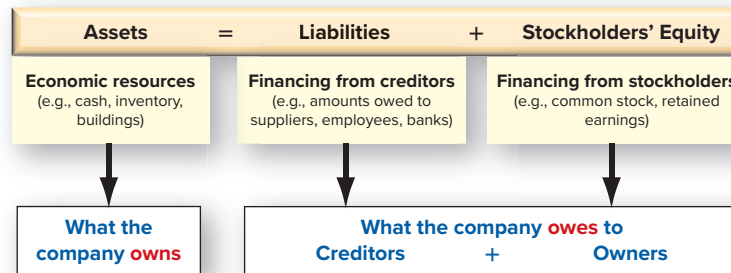 Assets = Liabilities + Stockholders' Equity
Economic resources
(e.g., cash, inventory,
buildings)
Financing from creditors
(e.g., amounts owed to
suppliers, employees, banks)
Financing from stockholders
(e.g., common stock, retained
earnings)
What the
company owns
What the company owes to
Creditors + Owners